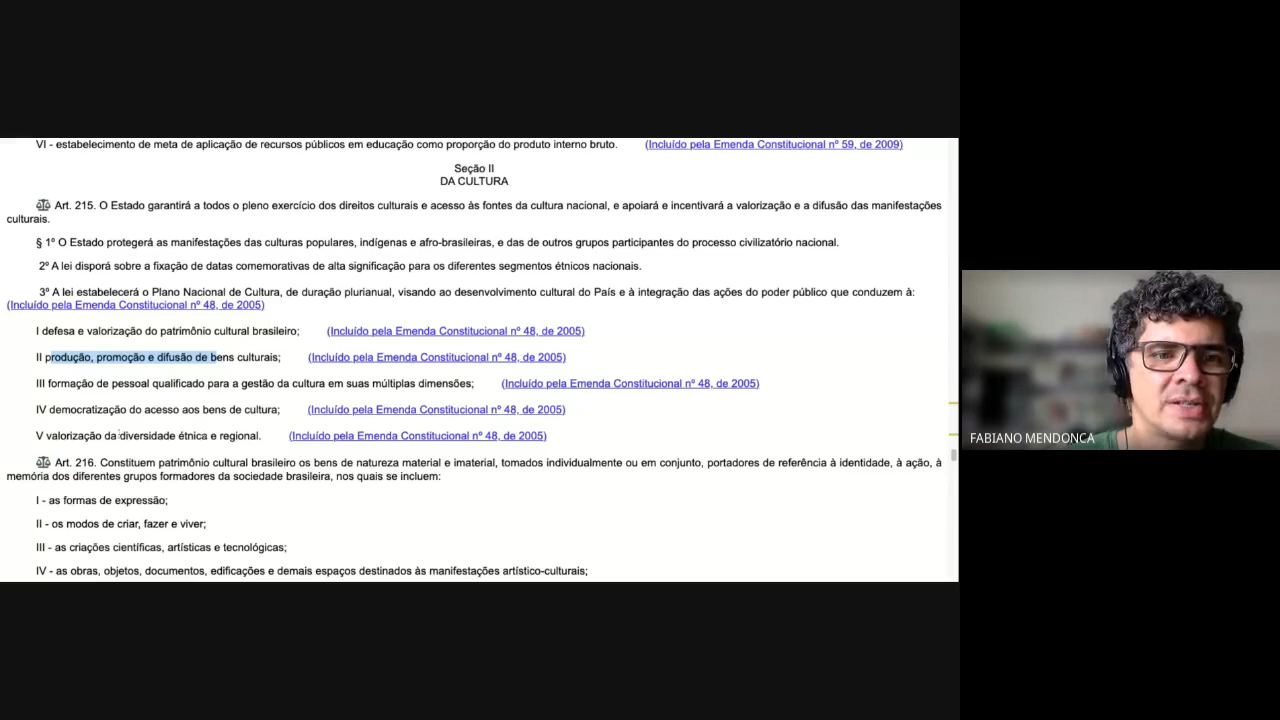 VI - estabelecimento de meta de aplicação de recursos públicos em educação como proporção do produto interno bruto. (Incluído pela Emenda Constitucional nº 59, de 2009)
Seção II
DA CULTURA
Art. 215. O Estado garantirá a todos o pleno exercício dos direitos culturais e acesso às fontes da cultura nacional, e apoiará e incentivará a valorização e a difusão das manifestações
culturais.
§ 1º O Estado protegerá as manifestações das culturas populares, indígenas e afro-brasileiras, e das de outros grupos participantes do processo civilizatório nacional.
2º A lei disporá sobre a fixação de datas comemorativas de alta significação para os diferentes segmentos étnicos nacionais.
3º A lei estabelecerá o Plano Nacional de Cultura, de duração plurianual, visando ao desenvolvimento cultural do País e à integração das ações do poder público que conduzem à:
(Incluído pela Emenda Constitucional nº 48, de 2005)
I defesa e valorização do patrimônio cultural brasileiro; (Incluído pela Emenda Constitucional nº 48, de 2005)
II produção, promoção e difusão de bens culturais; (Incluído pela Emenda Constitucional nº 48, de 2005)
III formação de pessoal qualificado para a gestão da cultura em suas múltiplas dimensões; (Incluído pela Emenda Constitucional nº 48, de 2005)
IV democratização do acesso aos bens de cultura; (Incluído pela Emenda Constitucional nº 48, de 2005)
V valorização da diversidade étnica e regional. (Incluído pela Emenda Constitucional nº 48, de 2005)
Art. 216. Constituem patrimônio cultural brasileiro os bens de natureza material e imaterial, tomados individualmente ou em conjunto, portadores de referência à identidade, à ação, à
memória dos diferentes grupos formadores da sociedade brasileira, nos quais se incluem:
I - as formas de expressão;
II - os modos de criar, fazer e viver;
III - as criações científicas, artísticas e tecnológicas;
IV - as obras, objetos, documentos, edificações e demais espaços destinados às manifestações artístico-culturais;
FABIANO MENDONCA